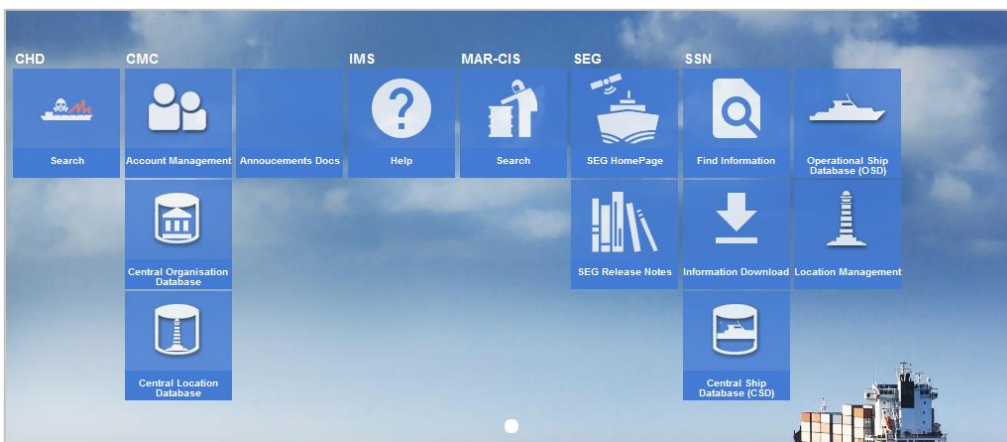 CHD
CMC
IMS
MAR-CIS
SEG
SSN
Search
Account Management
Annoucements Docs
Help
Search
SEG HomePage
Find Information
Operational Ship
Database (OSD)
Central Organisation
Database
SEG Release Notes
Information Download
Location Management
Central Location
Database
Central Ship
Database (CSD)